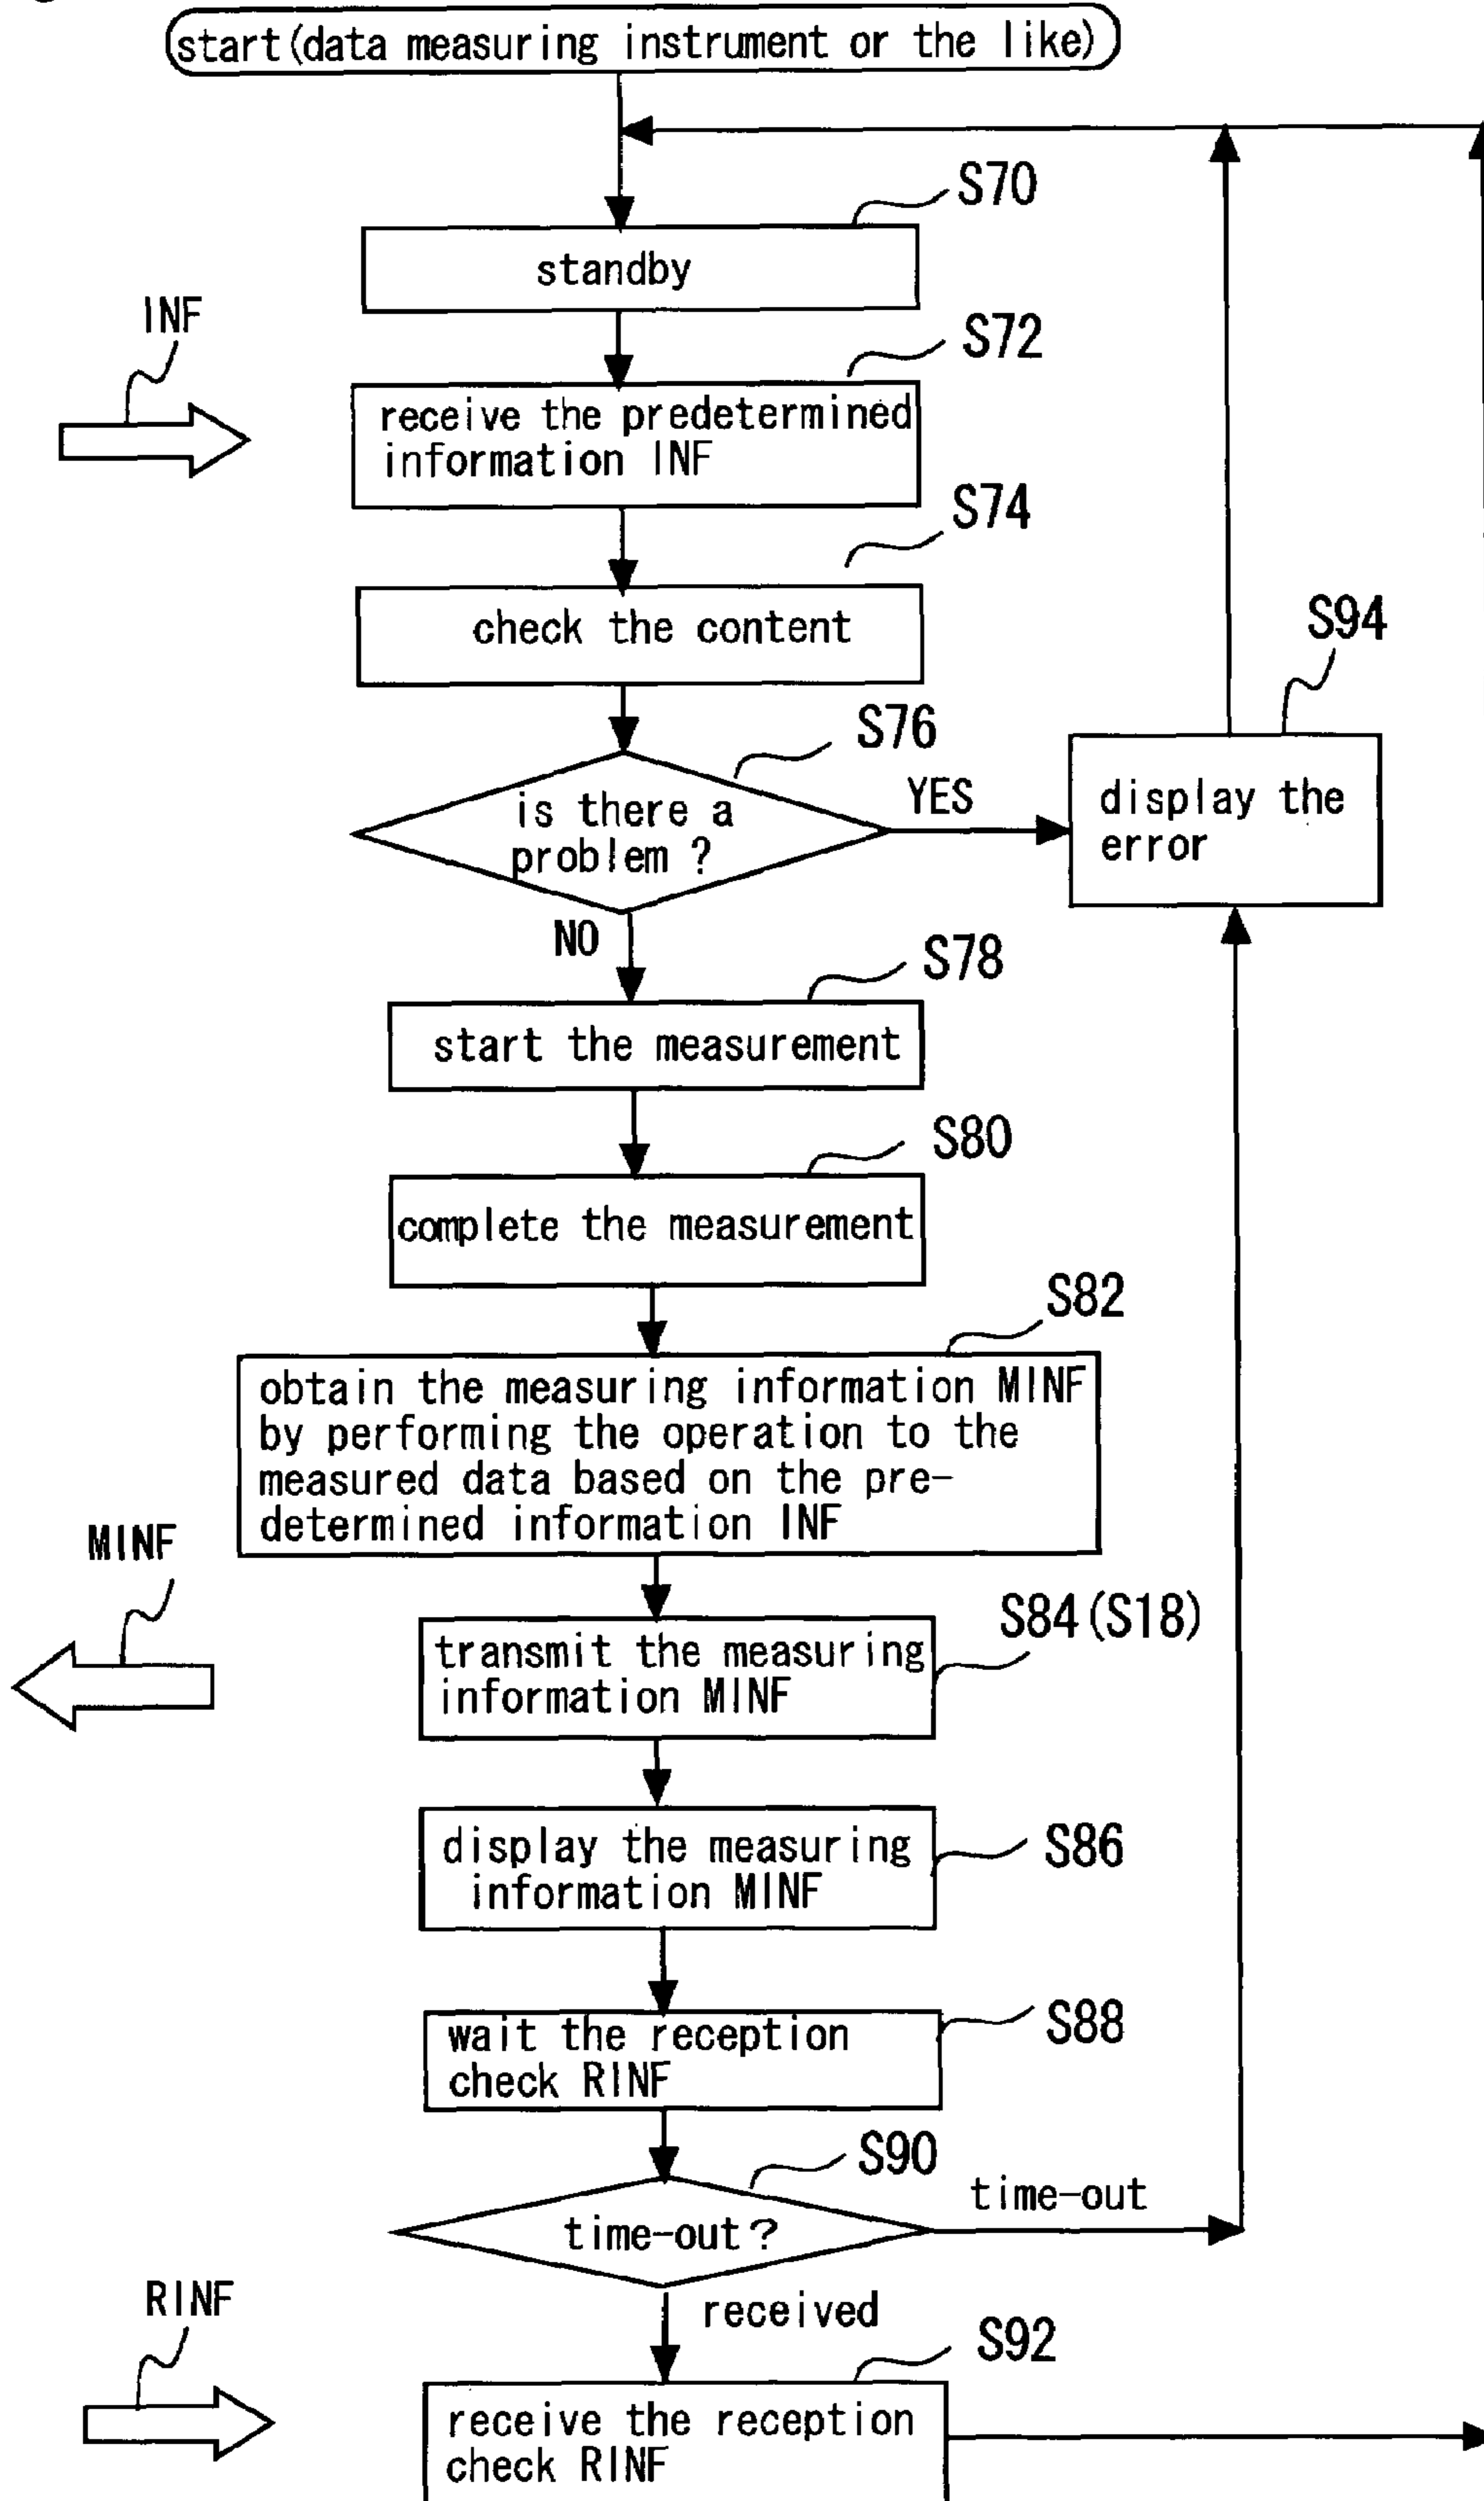 start(data measuring instrument or the like)
S70
standby
INF
S72
receive the predetermined
information INF
S74
check the content
S94
S76
is there a
problem ?
YES
display the
error
NO
S78
start the measurement
S80
complete the measurement
S82
obtain the measuring information MINF
by performing the operation to the
measured data based on the pre-
determined information INF
MINF
S84(S18)
transmit the measuring
information MINF
display the measuring
information MINF
S86
wait the reception
check RINF
S88
S90
time-out?
time-out
received
RINF
S92
receive the reception
check RINF